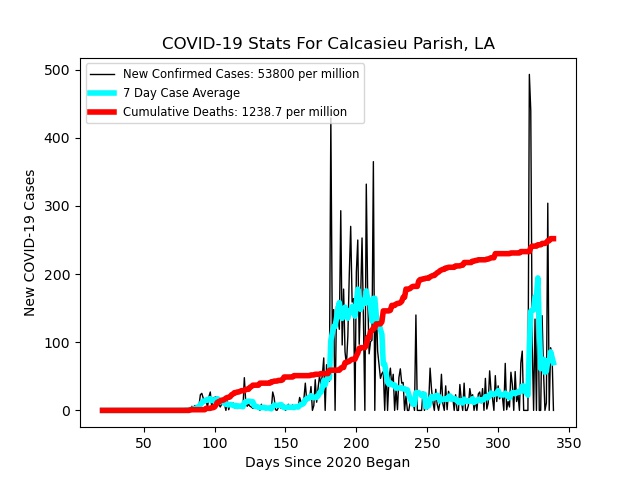 COVID-19 Stats For Calcasieu Parish, LA
New Confirmed Cases: 53800 per million
7 Day Case Average
Cumulative Deaths: 1238.7 per million
New COVID-19 Cases
500
400
300
200
100
0
50
100
150
200
250
300
350
Days Since 2020 Began